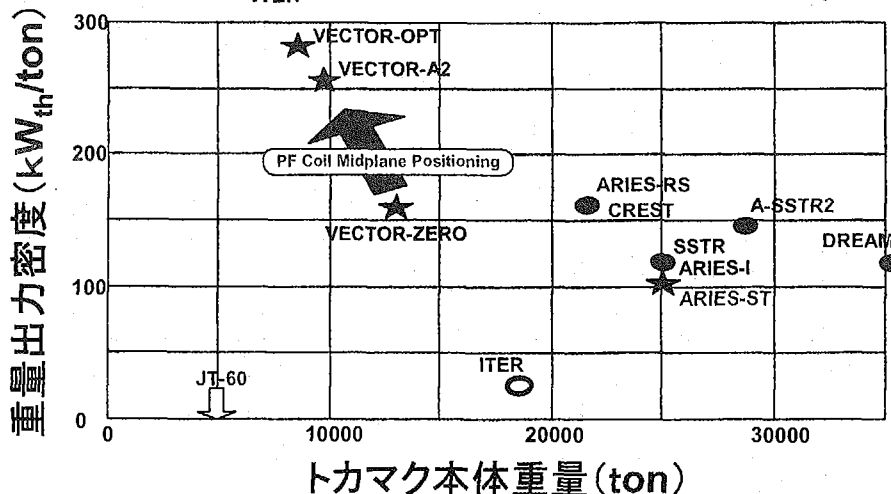 300
200
100
0
重量出力密度(kWth/ton)
VECTOR-OPT
VECTOR-A2
PF Coil Midplane Positioning
VECTOR-ZERO
ARIES-RS
CREST
A-SSTR2
SSTR
DREAM
ARIES-I
ARIES-ST
ITER
JT-60
0
10000
20000
30000
トカマク本体重量(ton)